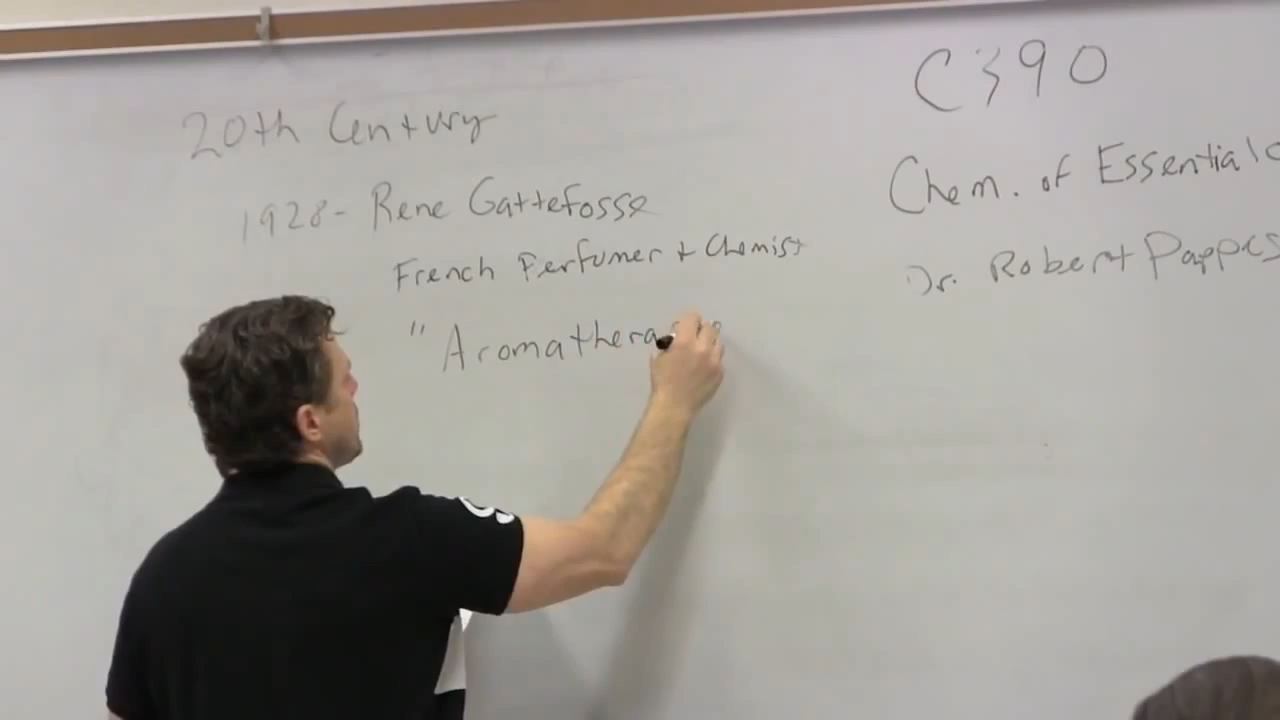 20th Century
1928- Rene Gattefosse
French Perfumer + Chemist
" Aromathera
C390
Chem. of Essential
Dr. Robert Pappas